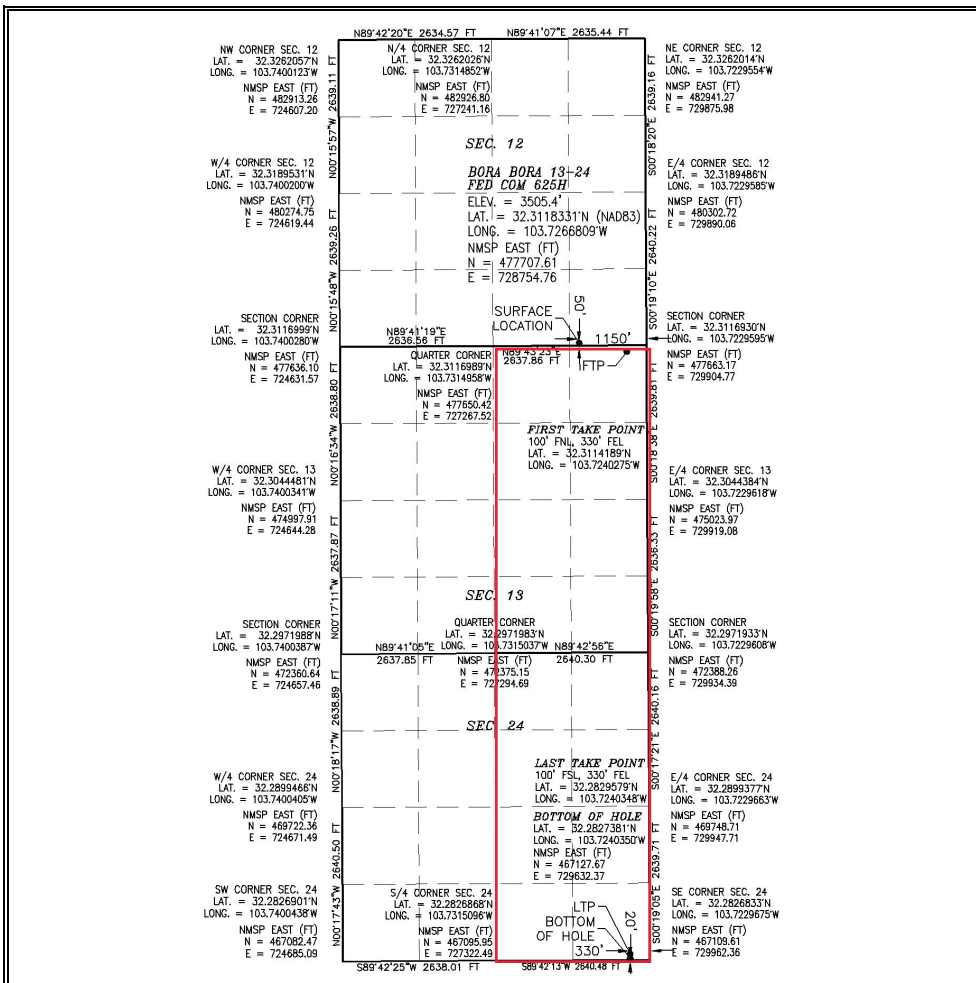 N89°42'20"E 2634.57 FT
N89°41'07"E 2635.44 FT
NW CORNER SEC. 12
LAT. = 32.3262057°N
LONG. = 103.7400123°W
NMSP EAST (FT)
N = 482913.26
E = 724607.20
N/4 CORNER SEC. 12
LAT. = 32.3262026°N
LONG. = 103.7314852°W
NMSP EAST (FT)
N = 482926.80
E = 727241.16
NE CORNER SEC. 12
LAT. = 32.3262014°N
LONG. = 103.7229554°W
NMSP EAST (FT)
N = 482941.27
E = 729875.98
N00°15'57"W 2639.11 FT
S00°18'20"E 2639.16 FT
SEC. 12
BORA BORA 13-24
FED COM 625H
ELEV. = 3505.4'
LAT. = 32.3118331°N (NAD83)
LONG. = 103.7266809°W
NMSP EAST (FT)
N = 477707.61
E = 728754.76
W/4 CORNER SEC. 12
LAT. = 32.3189531°N
LONG. = 103.7400200°W
NMSP EAST (FT)
N = 480274.75
E = 724619.44
E/4 CORNER SEC. 12
LAT. = 32.3189486°N
LONG. = 103.7229585°W
NMSP EAST (FT)
N = 480302.72
E = 729890.06
N00°15'48"W 2639.26 FT
S00°19'10"E 2640.22 FT
SURFACE
LOCATION
50'
1150'
FTP
SECTION CORNER
LAT. = 32.3116999°N
LONG. = 103.7400280°W
NMSP EAST (FT)
N = 477636.10
E = 724631.57
N89°41'19"E
2636.56 FT
N89°43'23"E
2637.86 FT
QUARTER CORNER
LAT. = 32.3116989°N
LONG. = 103.7314958°W
NMSP EAST (FT)
N = 477650.42
E = 727267.52
SECTION CORNER
LAT. = 32.3116930°N
LONG. = 103.7229595°W
NMSP EAST (FT)
N = 477663.17
E = 729904.77
N00°16'34"W 2638.80 FT
S00°18'38"E 2639.81 FT
FIRST TAKE POINT
100' FNL, 330' FEL
LAT. = 32.3114189°N
LONG. = 103.7240275°W
W/4 CORNER SEC. 13
LAT. = 32.3044481°N
LONG. = 103.7400341°W
NMSP EAST (FT)
N = 474997.91
E = 724644.28
E/4 CORNER SEC. 13
LAT. = 32.3044384°N
LONG. = 103.7229618°W
NMSP EAST (FT)
N = 475023.97
E = 729919.08
N00°17'11"W 2637.87 FT
S00°19'58"E 2636.33 FT
SEC. 13
SECTION CORNER
LAT. = 32.2971988°N
LONG. = 103.7400387°W
NMSP EAST (FT)
N = 472360.64
E = 724657.46
QUARTER CORNER
LAT. = 32.2971983°N
LONG. = 103.7315037°W
NMSP EAST (FT)
N = 472375.15
E = 727294.69
N89°41'05"E
2637.85 FT
N89°42'56"E
2640.30 FT
SECTION CORNER
LAT. = 32.2971933°N
LONG. = 103.7229608°W
NMSP EAST (FT)
N = 472388.26
E = 729934.39
N00°18'17"W 2638.89 FT
S00°17'21"E 2640.16 FT
SEC. 24
LAST TAKE POINT
100' FSL, 330' FEL
LAT. = 32.2829579°N
LONG. = 103.7240348°W
BOTTOM OF HOLE
LAT. = 32.2827381°N
LONG. = 103.7240350°W
NMSP EAST (FT)
N = 467127.67
E = 729632.37
W/4 CORNER SEC. 24
LAT. = 32.2899466°N
LONG. = 103.7400405°W
NMSP EAST (FT)
N = 469722.36
E = 724671.49
E/4 CORNER SEC. 24
LAT. = 32.2899377°N
LONG. = 103.7229663°W
NMSP EAST (FT)
N = 469748.71
E = 729947.71
N00°17'43"W 2640.50 FT
S00°19'05"E 2639.71 FT
SW CORNER SEC. 24
LAT. = 32.2826901°N
LONG. = 103.7400438°W
NMSP EAST (FT)
N = 467082.47
E = 724685.09
S/4 CORNER SEC. 24
LAT. = 32.2826868°N
LONG. = 103.7315096°W
NMSP EAST (FT)
N = 467095.95
E = 727322.49
LTP
BOTTOM
OF HOLE
20'
330'
SE CORNER SEC. 24
LAT. = 32.2826833°N
LONG. = 103.7229675°W
NMSP EAST (FT)
N = 467109.61
E = 729962.36
S89°42'25"W 2638.01 FT
S89°42'13"W 2640.48 FT